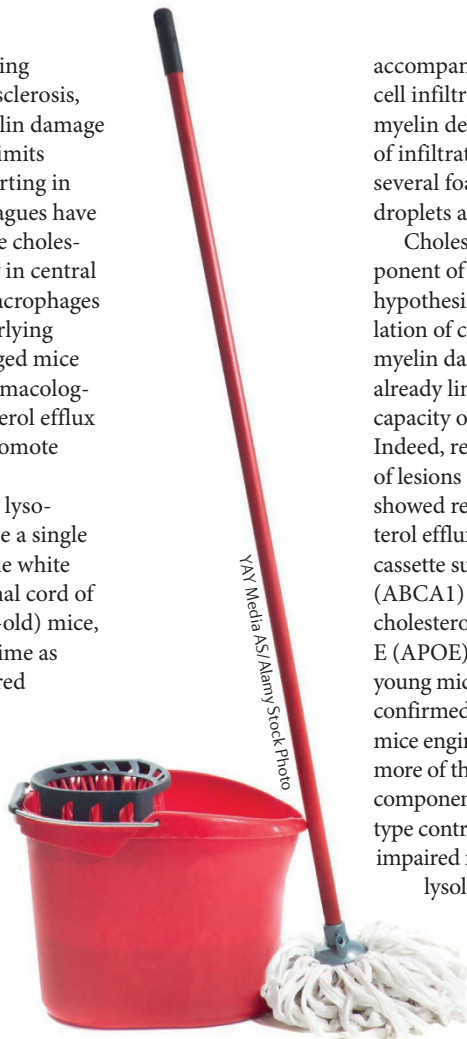 ing
sclerosis,
lin damage
imits
rting in
agues have
e choles-
in central
acrophages
rlying
ged mice
macolog-
erol efflux
omote
lyso-
e a single
e white
nal cord of
-old) mice,
ime as
red
YAY Media AS/Alamy Stock Photo
accompan
cell infiltr
myelin de
of infiltrat
several foa
droplets a
Choles
ponent of
hypothesi
lation of c
myelin da
already lin
capacity o
Indeed, re
of lesions
showed re
terol efflux
cassette su
(ABCA1)
cholestero
E (APOE)
young mic
confirmed
mice engin
more of th
componen
type contr
impaired r
lysol